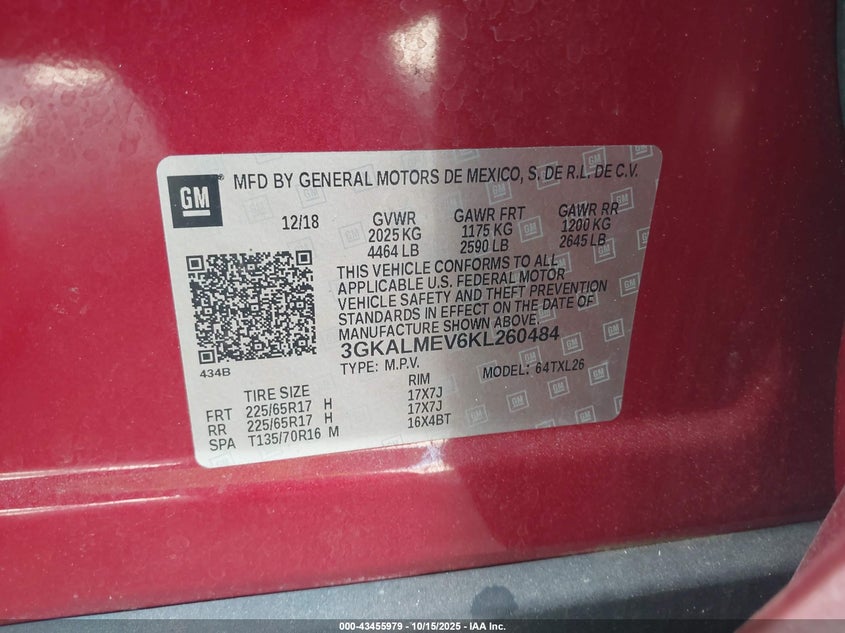 GM
MFD BY GENERAL MOTORS DE MEXICO, S. DE R.L. DE C.V.
12/18 GVWR GAWR FRT GAWR RR
2025 KG 1175 KG 1200 KG
4464 LB 2590 LB 2645 LB
THIS VEHICLE CONFORMS TO ALL
APPLICABLE U.S. FEDERAL MOTOR
VEHICLE SAFETY AND THEFT PREVENTION
STANDARDS IN EFFECT ON THE DATE OF
MANUFACTURE SHOWN ABOVE.
3GKALMEV6KL260484
434B
TYPE: M.P.V. MODEL: 64TXL26
TIRE SIZE RIM
FRT 225/65R17 H 17X7J
RR 225/65R17 H 17X7J
SPA T135/70R16 M 16X4BT
000-43455979 - 10/15/2025 - IAA Inc.